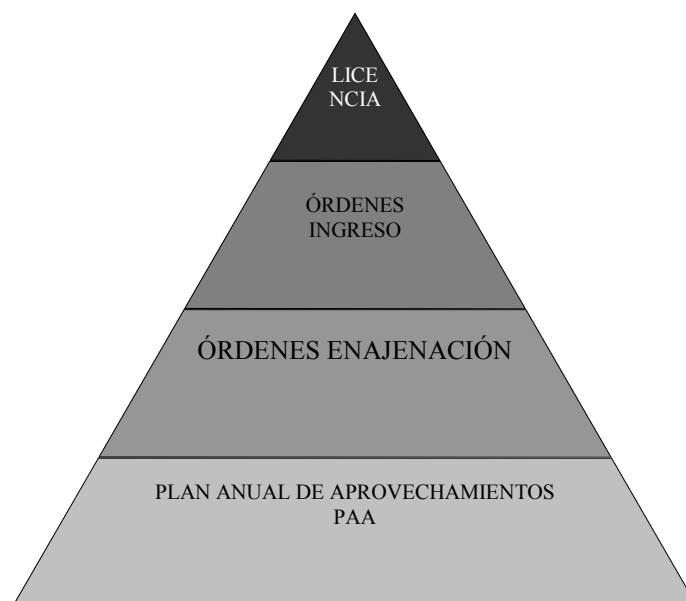 LICE
NCIA
ÓRDENES
INGRESO
ÓRDENES ENAJENACIÓN
PLAN ANUAL DE APROVECHAMIENTOS
PAA